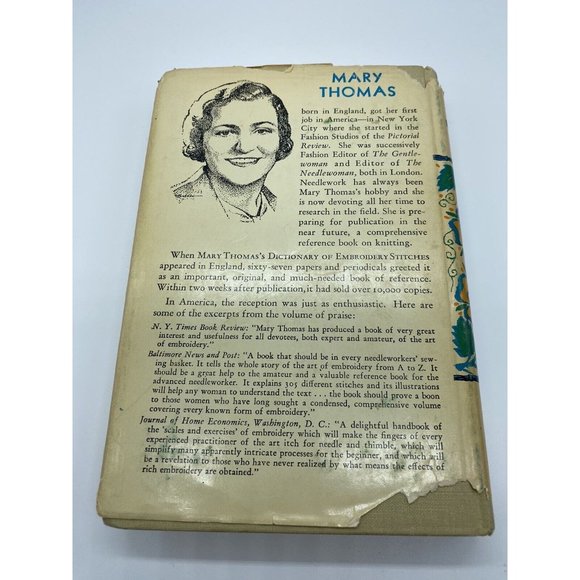 MARY
THOMAS
born in England, got her first
job in America—in New York
City where she started in the
Fashion Studios of the Pictorial
Review. She was successively
Fashion Editor of The Gentle-
woman and Editor of The
Needlewoman, both in London.
Needlework has always been
Mary Thomas's hobby and she
is now devoting all her time to
research in the field. She is pre-
paring for publication in the
near future, a comprehensive
reference book on knitting.
When MARY THOMAS'S DICTIONARY OF EMBROIDERY STITCHES
appeared in England, sixty-seven papers and periodicals greeted it
as an important, original, and much-needed book of reference.
Within two weeks after publication, it had sold over 10,000 copies.
In America, the reception was just as enthusiastic. Here are
some of the excerpts from the volume of praise:
N. Y. Times Book Review: "Mary Thomas has produced a book of very great
interest and usefulness for all devotees, both expert and amateur, of the art
of embroidery."
Baltimore News and Post: "A book that should be in every needleworkers' sew-
ing basket. It tells the whole story of the art of embroidery from A to Z. It
should be a great help to the amateur and a valuable reference book for the
advanced needleworker. It explains 305 different stitches and its illustrations
will help any woman to understand the text . . . the book should prove a boon
to those women who have long sought a condensed, comprehensive volume
covering every known form of embroidery."
Journal of Home Economics, Washington, D. C.: "A delightful handbook of
the 'scales and exercises' of embroidery which will make the fingers of every
experienced practitioner of the art itch for needle and thimble, which will
simplify many apparently intricate processes for the beginner, and which will
be a revelation to those who have never realized by what means the effects of
rich embroidery are obtained."